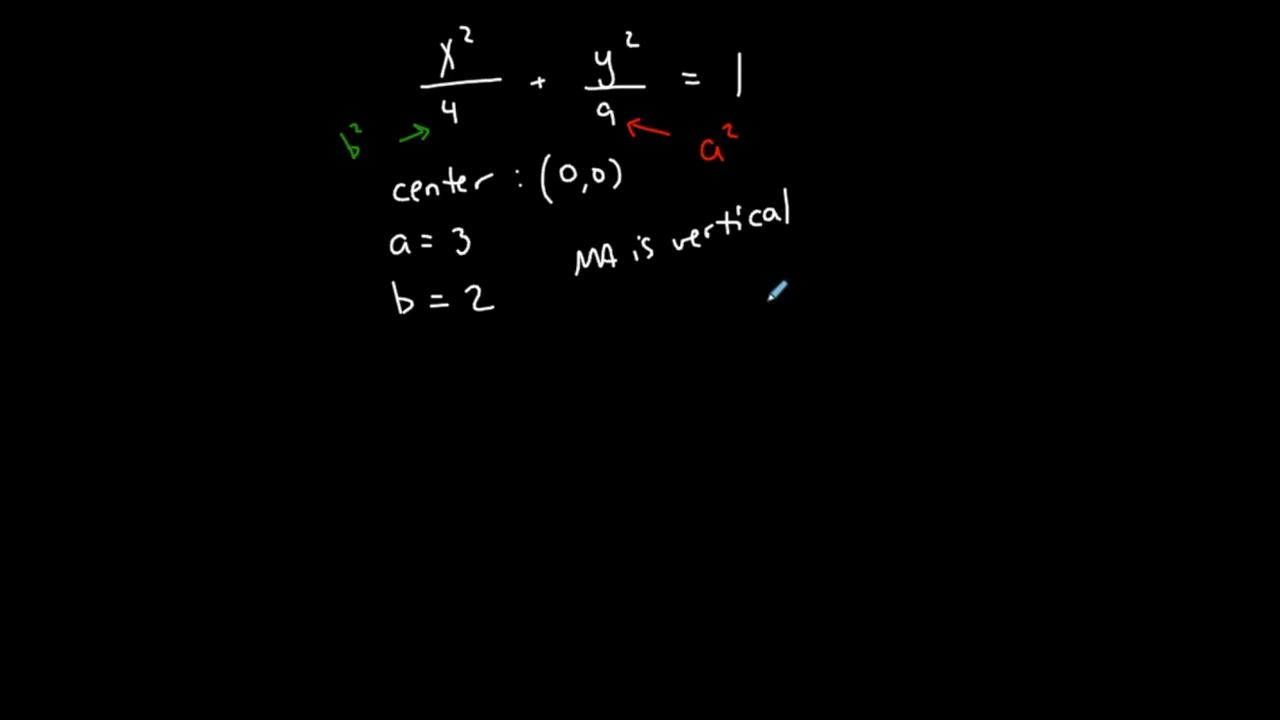 x²/4 + y²/9 = 1
b² → ← a²
center : (0,0)
a = 3 MA is vertical
b = 2